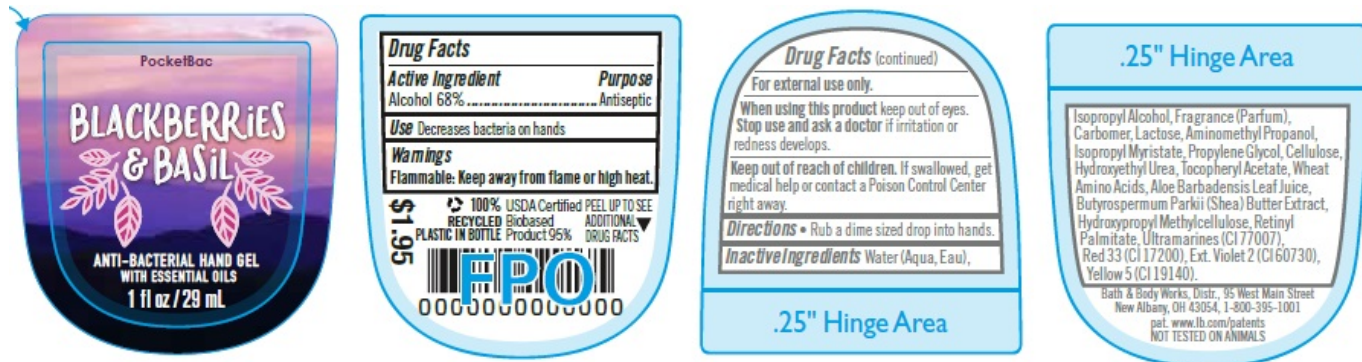 PocketBac
BLACKBERRiES
& BASiL
ANTI-BACTERIAL HAND GEL
WITH ESSENTIAL OILS
1 fl oz / 29 mL
Drug Facts
Active Ingredient Purpose
Alcohol 68% ................................ Antiseptic
Use Decreases bacteria on hands
Warnings
Flammable: Keep away from flame or high heat.
$1.95
100%
RECYCLED
PLASTIC IN BOTTLE
USDA Certified
Biobased
Product 95%
PEEL UP TO SEE
ADDITIONAL
DRUG FACTS
FPO
Drug Facts (continued)
For external use only.
When using this product keep out of eyes.
Stop use and ask a doctor if irritation or
redness develops.
Keep out of reach of children. If swallowed, get
medical help or contact a Poison Control Center
right away.
Directions • Rub a dime sized drop into hands.
Inactive Ingredients Water (Aqua, Eau),
.25" Hinge Area
.25" Hinge Area
Isopropyl Alcohol, Fragrance (Parfum),
Carbomer, Lactose, Aminomethyl Propanol,
Isopropyl Myristate, Propylene Glycol, Cellulose,
Hydroxyethyl Urea, Tocopheryl Acetate, Wheat
Amino Acids, Aloe Barbadensis Leaf Juice,
Butyrospermum Parkii (Shea) Butter Extract,
Hydroxypropyl Methylcellulose, Retinyl
Palmitate, Ultramarines (CI 77007),
Red 33 (CI 17200), Ext. Violet 2 (CI 60730),
Yellow 5 (CI 19140).
Bath & Body Works, Distr., 95 West Main Street
New Albany, OH 43054, 1-800-395-1001
pat. www.lb.com/patents
NOT TESTED ON ANIMALS